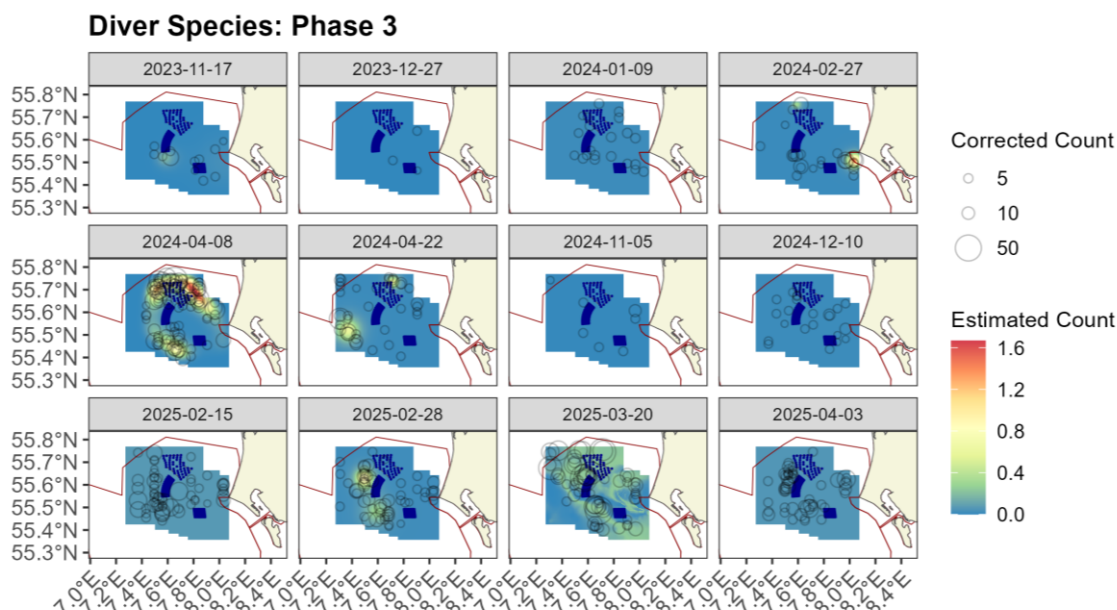 Diver Species: Phase 3
2023-11-17 2023-12-27 2024-01-09 2024-02-27
55.8°N
55.7°N
55.6°N
55.5°N
55.4°N
55.3°N
2024-04-08 2024-04-22 2024-11-05 2024-12-10
55.8°N
55.7°N
55.6°N
55.5°N
55.4°N
55.3°N
2025-02-15 2025-02-28 2025-03-20 2025-04-03
55.8°N
55.7°N
55.6°N
55.5°N
55.4°N
55.3°N
Corrected Count
5
10
50
Estimated Count
1.6
1.2
0.8
0.4
0.0